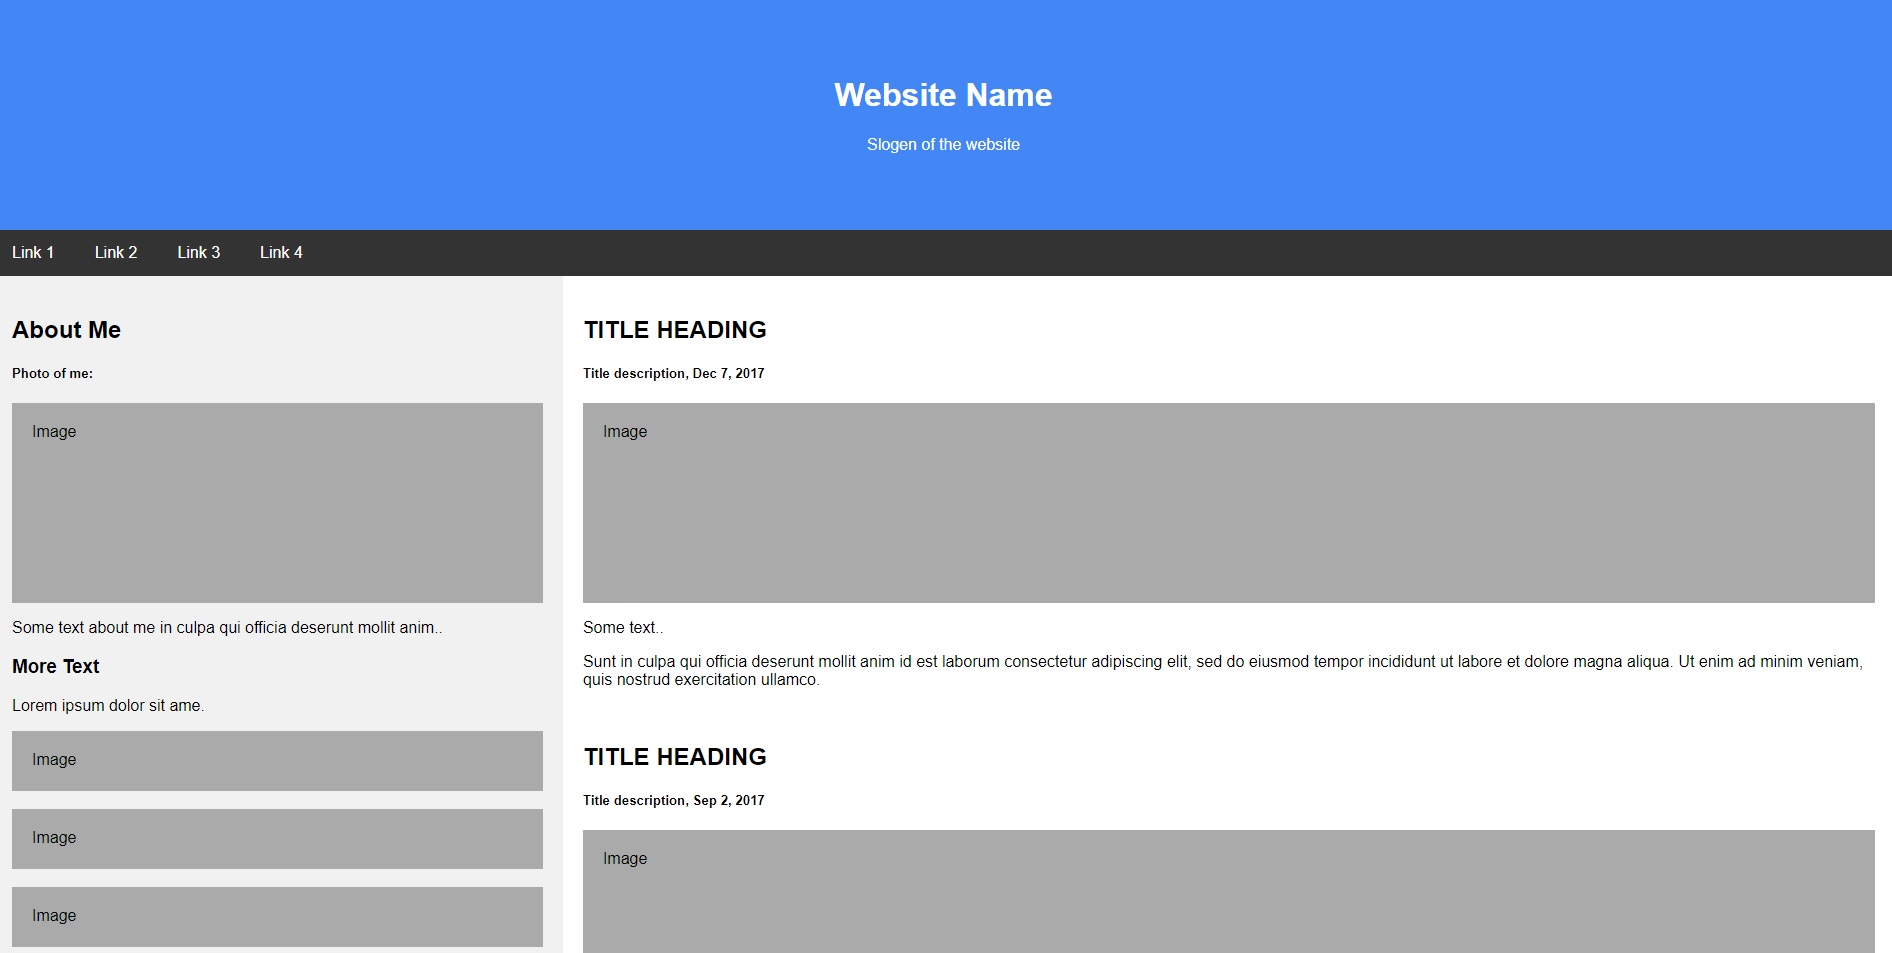 Website Name
Slogen of the website
Link 1 Link 2 Link 3 Link 4
About Me
Photo of me:
Image
Some text about me in culpa qui officia deserunt mollit anim..
More Text
Lorem ipsum dolor sit ame.
Image
Image
Image
TITLE HEADING
Title description, Dec 7, 2017
Image
Some text..
Sunt in culpa qui officia deserunt mollit anim id est laborum consectetur adipiscing elit, sed do eiusmod tempor incididunt ut labore et dolore magna aliqua. Ut enim ad minim veniam,
quis nostrud exercitation ullamco.
TITLE HEADING
Title description, Sep 2, 2017
Image